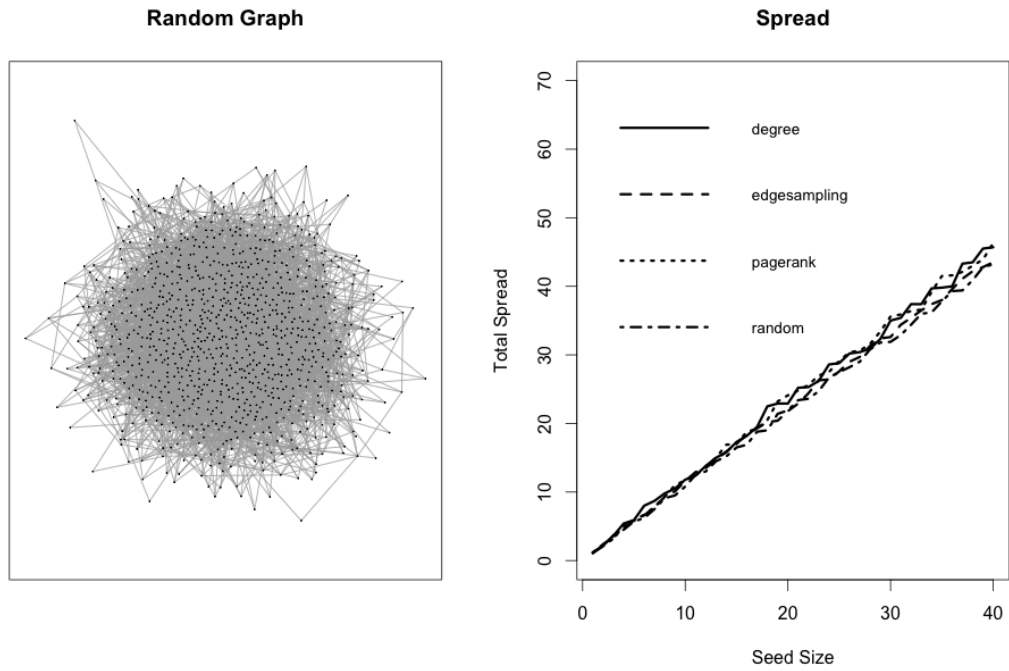 Random Graph
Spread
70
60
50
40
30
20
10
0
Total Spread
degree
edgesampling
pagerank
random
0
10
20
30
40
Seed Size